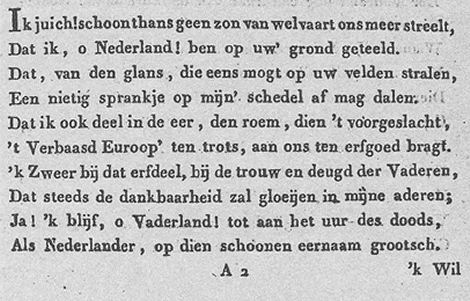 Ik juich! schoon thans geen zon van welvaart ons meer streelt,
Dat ik, o Nederland! ben op uw' grond geteeld.
Dat, van den glans, die eens mogt op uw velden stralen,
Een nietig sprankje op mijn' schedel af mag dalen.
Dat ik ook deel in de eer, den roem, dien 't voorgeslacht,
't Verbaasd Euroop' ten trots, aan ons ten erfgoed bragt.
'k Zweer bij dat erfdeel, bij de trouw en deugd der Vaderen,
Dat steeds de dankbaarheid zal gloeijen in mijne aderen;
Ja! 'k blijf, o Vaderland! tot aan het uur des doods,
Als Nederlander, op dien schoonen eernaam grootsch.
A 2 'k Wil